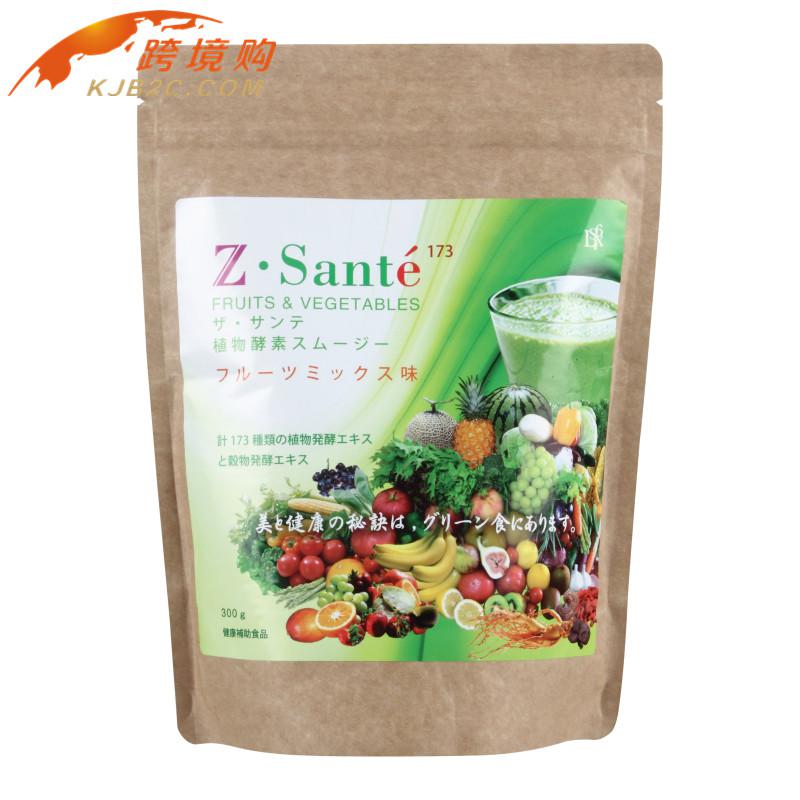 跨境购
KJB2C.COM
Z・Santé 173
FRUITS & VEGETABLES
ザ・サンテ
植物酵素スムージー
フルーツミックス味
計173種類の植物発酵エキス
と穀物発酵エキス
美と健康の秘訣は,グリーン食にあります。
300g
健康補助食品